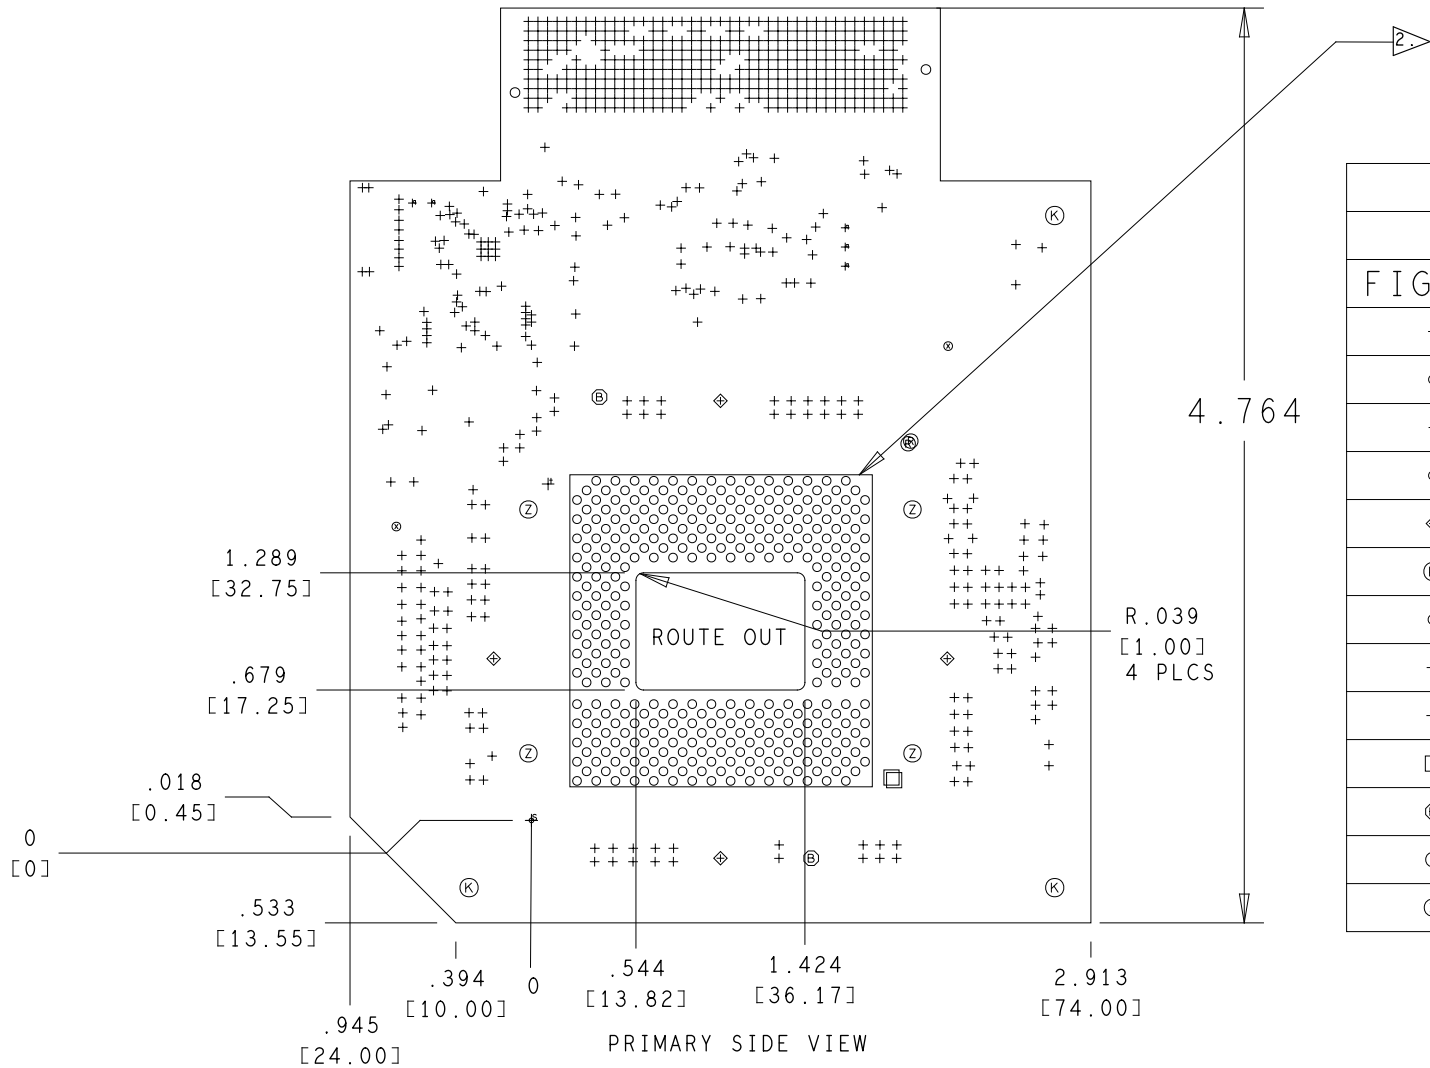 2.
K
FIG
4.764
B
Z
Z
1.289
[32.75]
R.039
[1.00]
4 PLCS
ROUTE OUT
.679
[17.25]
Z
Z
.018
[0.45]
0
[0]
B
K
K
.533
[13.55]
.394
[10.00]
0
.544
[13.82]
1.424
[36.17]
2.913
[74.00]
.945
[24.00]
PRIMARY SIDE VIEW